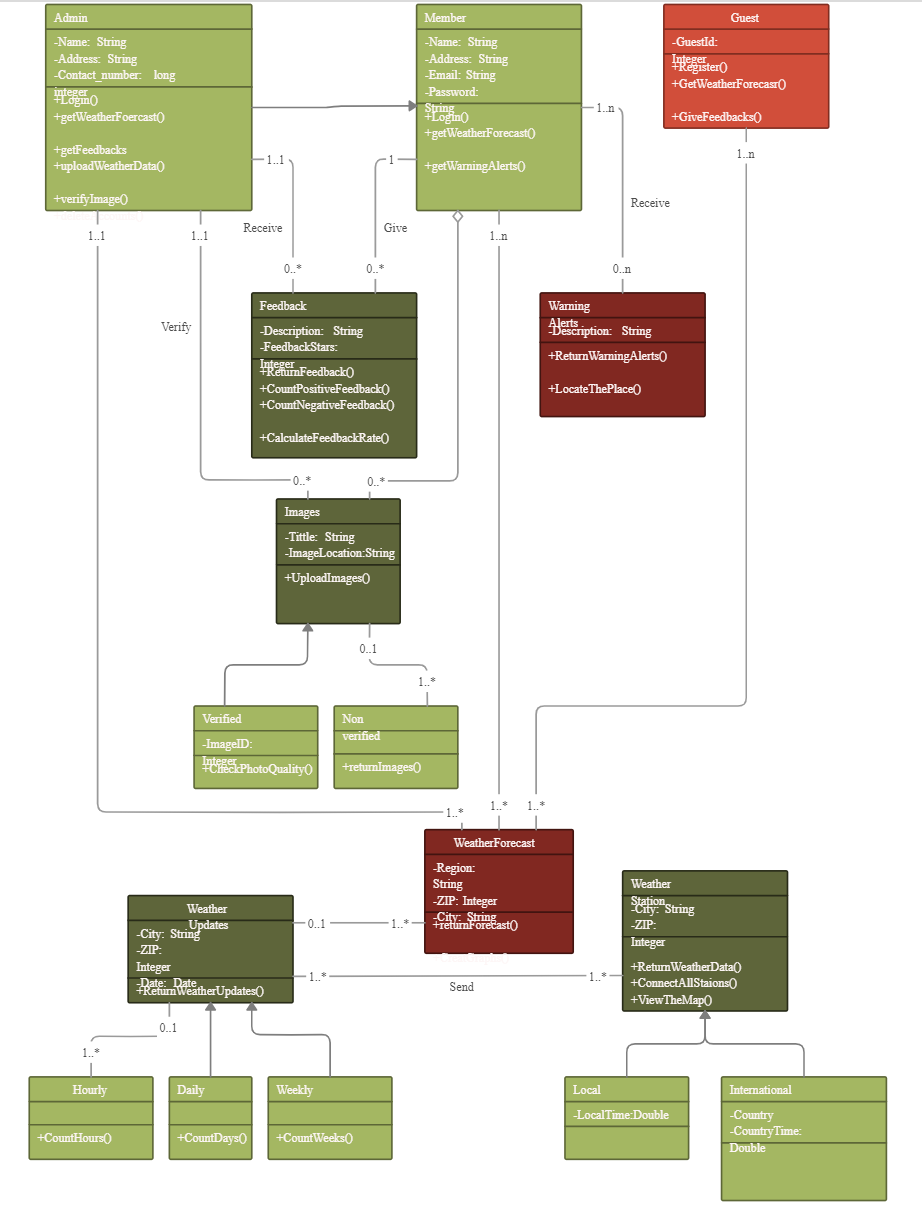 Admin
-Name: String
-Address: String
-Contact_number: long
integer
+Login()
+getWeatherFoercast()
+getFeedbacks
+uploadWeatherData()
+verifyImage()
Member
-Name: String
-Address: String
-Email: String
-Password:
String
+Login()
+getWeatherForecast()
+getWarningAlerts()
Guest
-GuestId:
Integer
+Register()
+GetWeatherForecasr()
+GiveFeedbacks()
1..1
1
1..n
1..n
Receive
Give
Receive
1..1
1..1
1..n
0..*
0..*
0..n
Verify
Feedback
-Description: String
-FeedbackStars:
Integer
+ReturnFeedback()
+CountPositiveFeedback()
+CountNegativeFeedback()
+CalculateFeedbackRate()
Warning
Alerts
-Description: String
+ReturnWarningAlerts()
+LocateThePlace()
0..*
0..*
Images
-Tittle: String
-ImageLocation:String
+UploadImages()
0..1
1..*
Verified
-ImageID:
Integer
+CheckPhotoQuality()
Non
verified
+returnImages()
1..*
1..*
1..*
WeatherForecast
-Region:
String
-ZIP: Integer
-City: String
+returnForecast()
Weather
Updates
-City: String
-ZIP:
Integer
-Date: Date
+ReturnWeatherUpdates()
0..1
1..*
1..*
1..*
Send
Weather
Station
-City: String
-ZIP:
Integer
+ReturnWeatherData()
+ConnectAllStaions()
+ViewTheMap()
0..1
1..*
Hourly
+CountHours()
Daily
+CountDays()
Weekly
+CountWeeks()
Local
-LocalTime:Double
International
-Country
-CountryTime:
Double